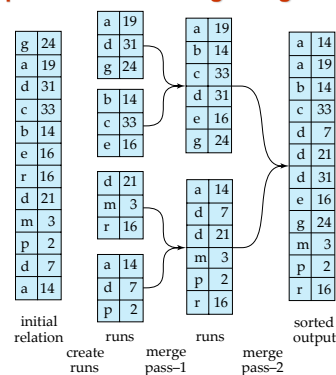 g 24
a 19
d 31
c 33
b 14
e 16
r 16
d 21
m 3
p 2
d 7
a 14
initial
relation
a 19
d 31
g 24
b 14
c 33
e 16
d 21
m 3
r 16
a 14
d 7
p 2
runs
create
runs
a 19
b 14
c 33
d 31
e 16
g 24
a 14
d 7
d 21
m 3
p 2
r 16
runs
merge
pass–1
a 14
a 19
b 14
c 33
d 7
d 21
d 31
e 16
g 24
m 3
p 2
r 16
sorted
output
merge
pass–2